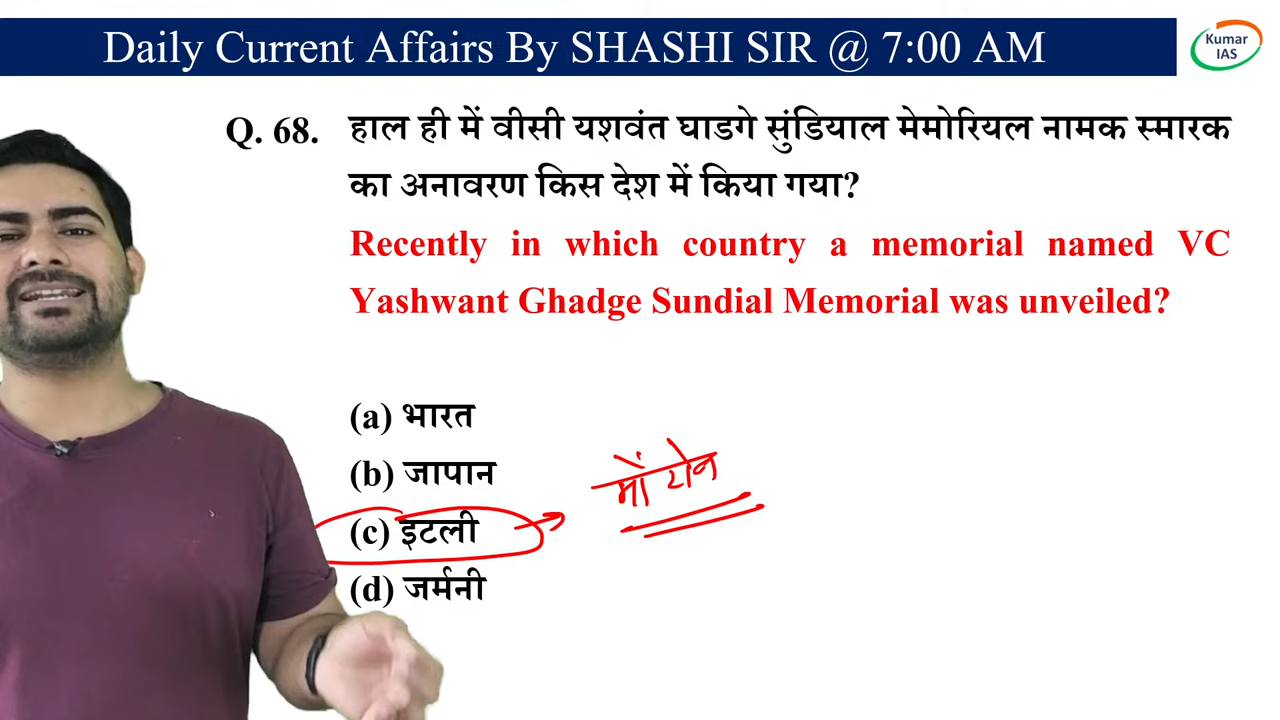 Daily Current Affairs By SHASHI SIR @ 7:00 AM
Kumar
IAS
Q. 68. हाल ही में वीसी यशवंत घाडगे सुंडियाल मेमोरियल नामक स्मारक
का अनावरण किस देश में किया गया?
Recently in which country a memorial named VC
Yashwant Ghadge Sundial Memorial was unveiled?
(a) भारत
(b) जापान
(c) इटली
(d) जर्मनी